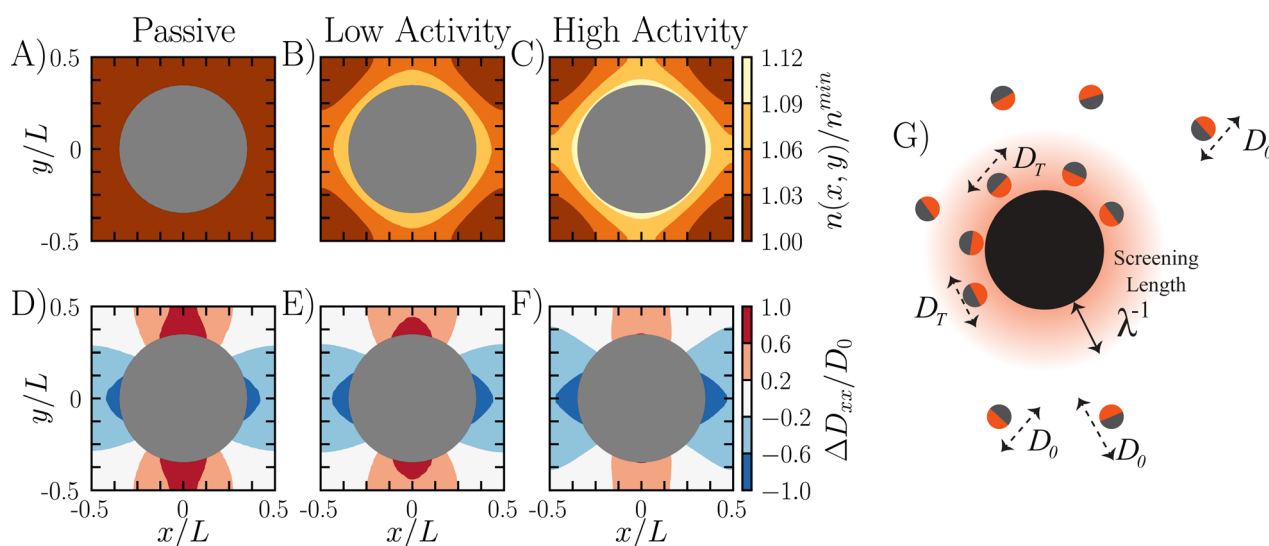 Passive
Low Activity
High Activity
A)
B)
C)
0.5
0
-0.5
y/L
1.12
1.09
1.06
1.03
1.00
n(x, y)/n^{min}
D)
E)
F)
0.5
0
-0.5
y/L
-0.5 0 0.5
-0.5 0 0.5
-0.5 0 0.5
x/L
x/L
x/L
1.0
0.6
0.2
−0.2
−0.6
−1.0
ΔD_{xx}/D_0
G)
D_0
D_T
Screening
Length
λ^{-1}
D_T
D_0
D_0